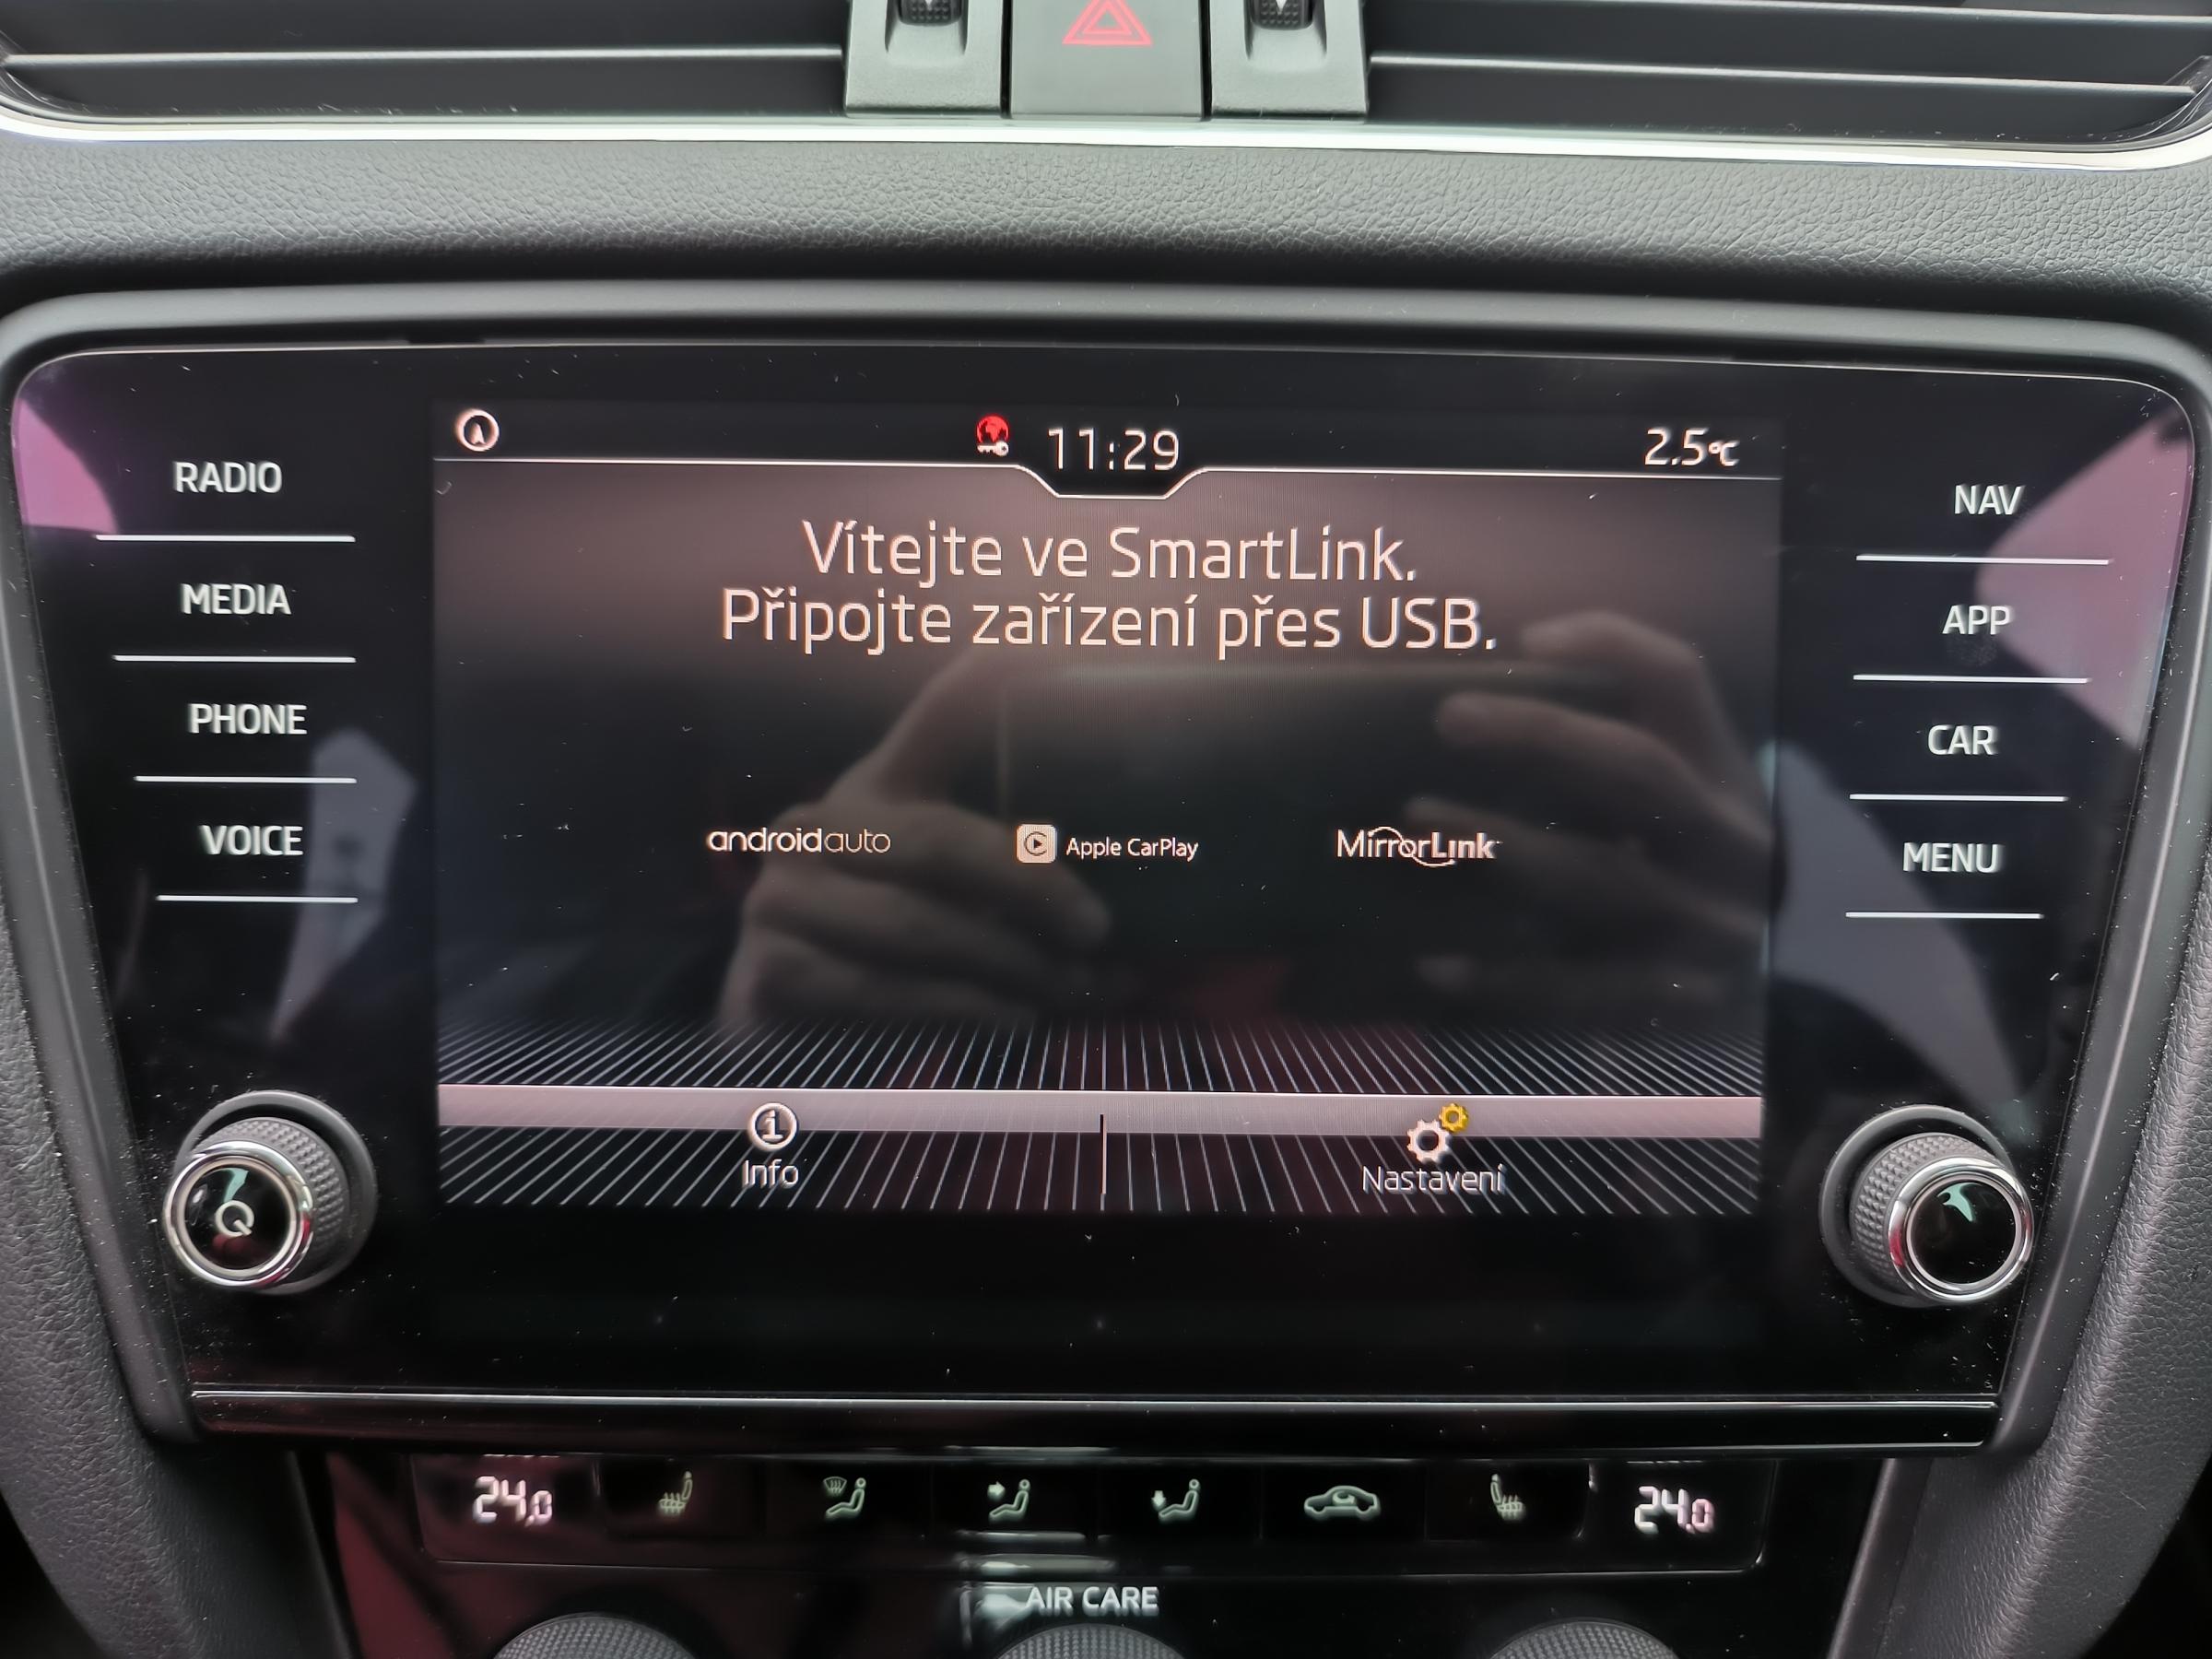 11:29
2.5°C
RADIO
MEDIA
PHONE
VOICE
Vítejte ve SmartLink.
Připojte zařízení přes USB.
androidauto
Apple CarPlay
MirrorLink
Info
Nastavení
NAV
APP
CAR
MENU
24.0
24.0
AIR CARE